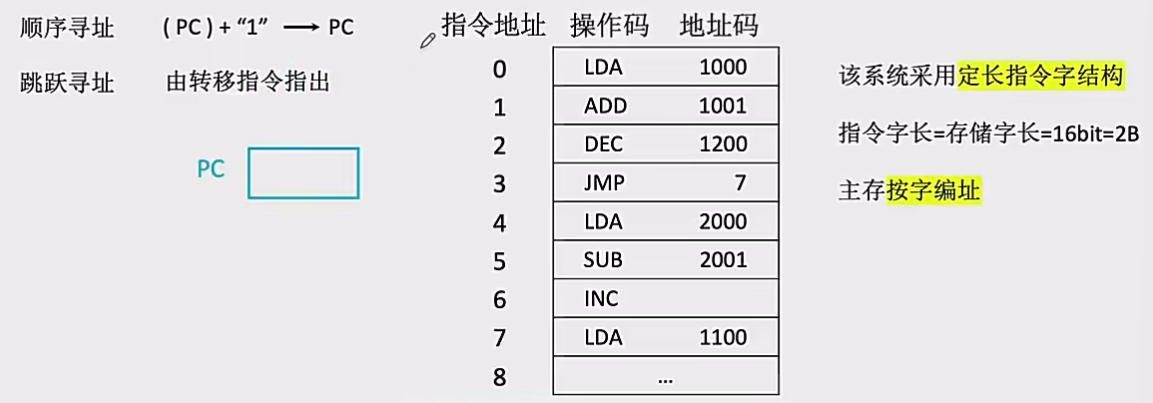 顺序寻址 (PC)+“1” ⟶ PC
跳跃寻址 由转移指令指出
PC
指令地址 操作码 地址码
0 LDA 1000
1 ADD 1001
2 DEC 1200
3 JMP 7
4 LDA 2000
5 SUB 2001
6 INC
7 LDA 1100
8 ...
该系统采用定长指令字结构
指令字长=存储字长=16bit=2B
主存按字编址